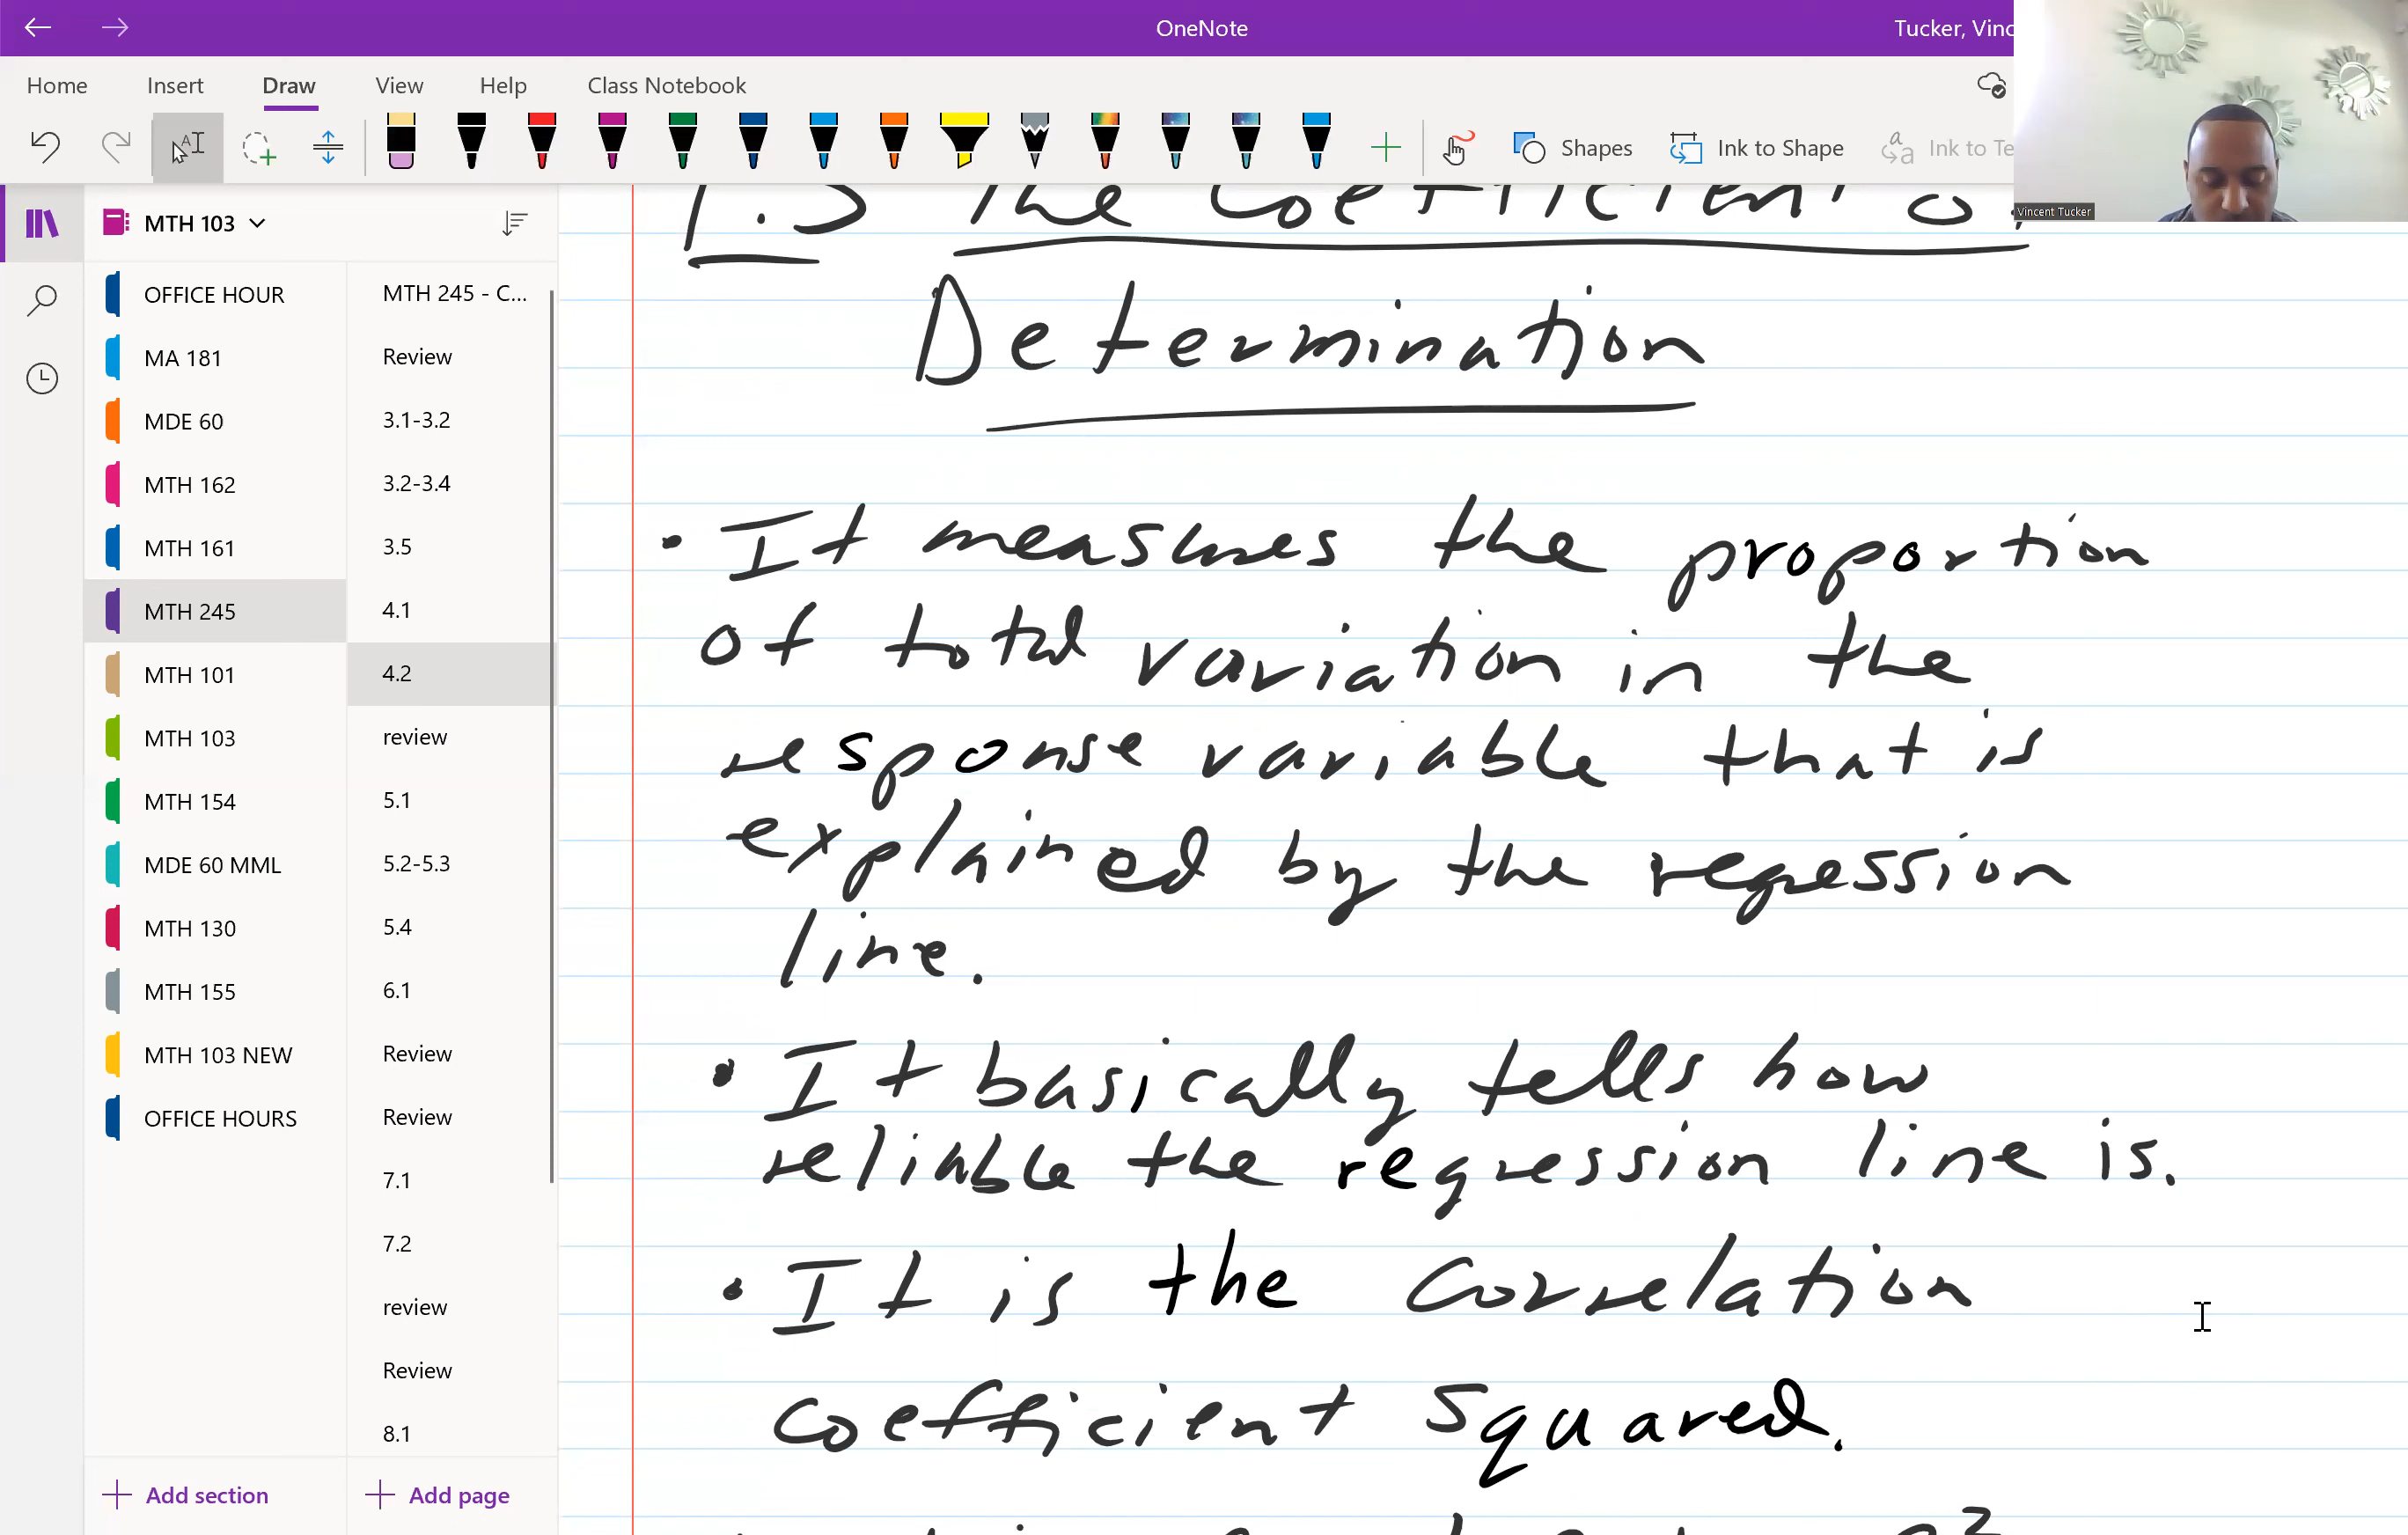 OneNote
Tucker, Vinc
Home Insert Draw View Help Class Notebook
Shapes Ink to Shape Ink to Te
Vincent Tucker
MTH 103
OFFICE HOUR
MA 181
MDE 60
MTH 162
MTH 161
MTH 245
MTH 101
MTH 103
MTH 154
MDE 60 MML
MTH 130
MTH 155
MTH 103 NEW
OFFICE HOURS
Add section
MTH 245 - C...
Review
3.1-3.2
3.2-3.4
3.5
4.1
4.2
review
5.1
5.2-5.3
5.4
6.1
Review
Review
7.1
7.2
review
Review
8.1
Add page
The Coefficient
Determination
• It measures the proportion
of total variation in the
response variable that is
explained by the regression
line.
• It basically tells how
reliable the regression line is.
• It is the Correlation
coefficient squared.